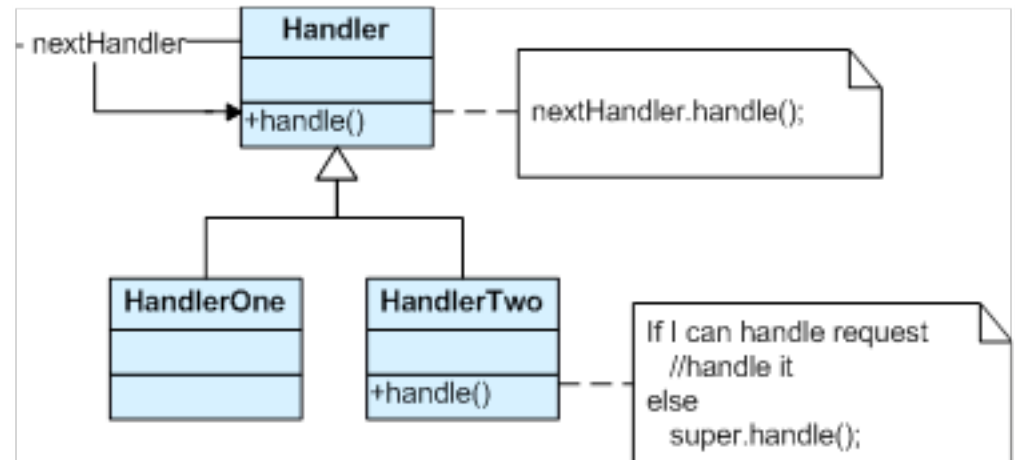 Handler
- nextHandler
+handle()
nextHandler.handle();
HandlerOne
HandlerTwo
+handle()
If I can handle request
//handle it
else
super.handle();